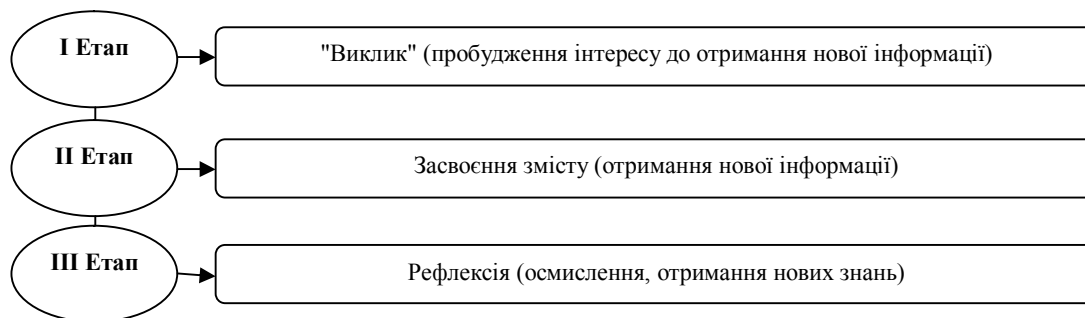 І Етап
"Виклик" (пробудження інтересу до отримання нової інформації)
ІІ Етап
Засвоєння змісту (отримання нової інформації)
ІІІ Етап
Рефлексія (осмислення, отримання нових знань)